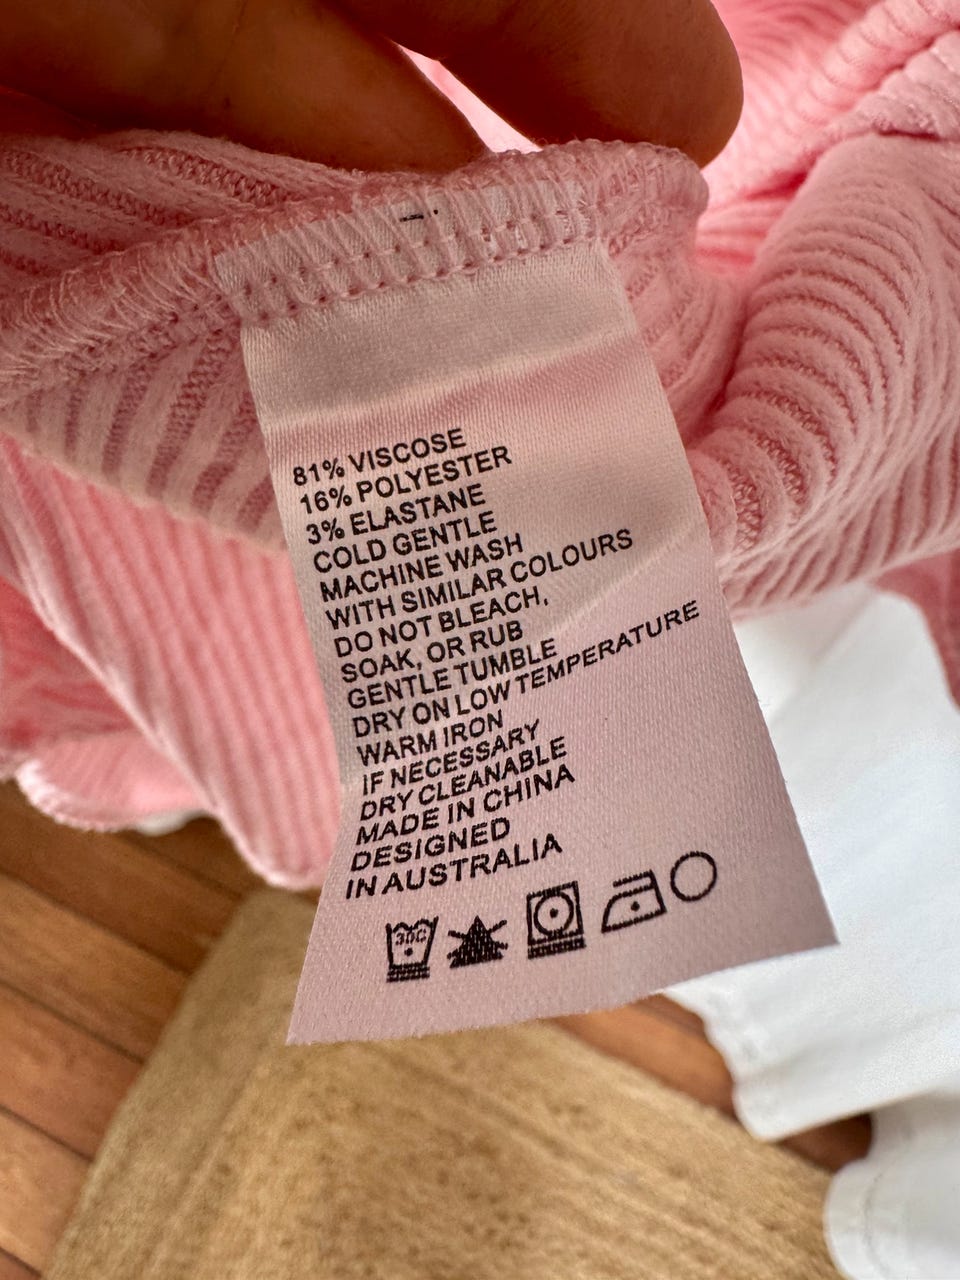 81% VISCOSE
16% POLYESTER
3% ELASTANE
COLD GENTLE
MACHINE WASH
WITH SIMILAR COLOURS
DO NOT BLEACH,
SOAK, OR RUB
GENTLE TUMBLE
DRY ON LOW TEMPERATURE
WARM IRON
IF NECESSARY
DRY CLEANABLE
MADE IN CHINA
DESIGNED
IN AUSTRALIA
30C